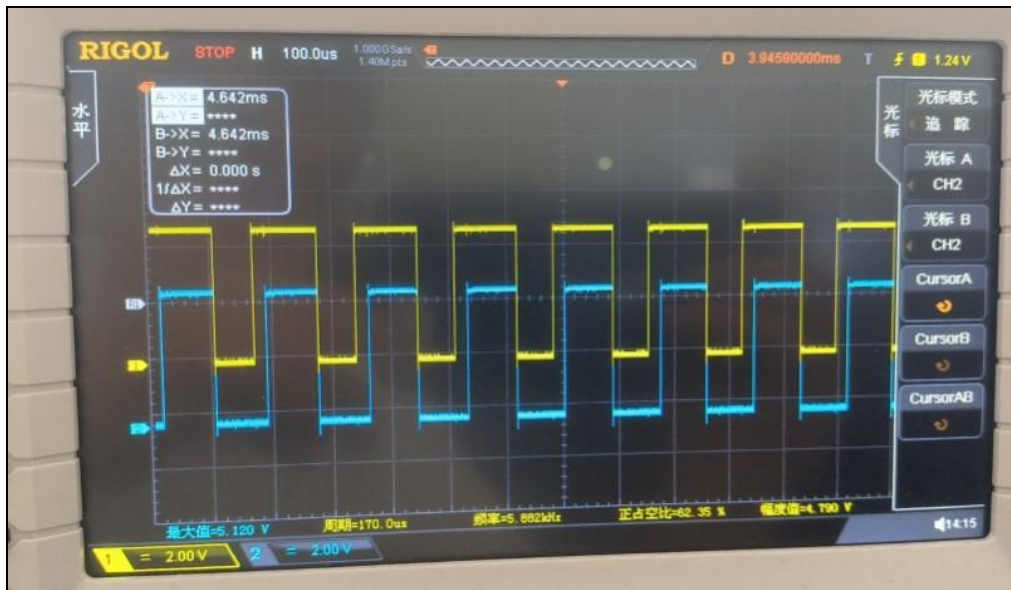 RIGOL STOP H 100.0us 1.000GSa/s 1.40M pts D 3.94590000ms T 1 1.24 V
水平
A->X= 4.642ms
A->Y= ****
B->X= 4.642ms
B->Y= ****
ΔX= 0.000 s
1/ΔX= ****
ΔY= ****
光标
光标模式
追 踪
光标 A
CH2
光标 B
CH2
CursorA
CursorB
CursorAB
最大值=5.120 V 周期=170.0us 频率=5.882kHz 正占空比=62.35 % 幅度值=4.790 V
1 = 2.00 V 2 = 2.00 V 14:15